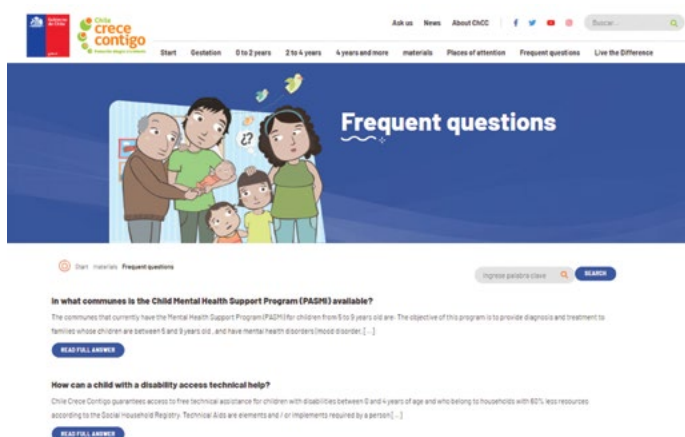 Gobierno de Chile
Chile
crece
contigo
Ask us News About ChCC
Buscar...
Start Gestation 0 to 2 years 2 to 4 years 4 years and more materials Places of attention Frequent questions Live the Difference
¿?
Frequent questions
Start materials Frequent questions
Ingrese palabra clave
SEARCH
In what communes is the Child Mental Health Support Program (PASMI) available?
The communes that currently have the Mental Health Support Program (PASMI) for children from 5 to 9 years old are: The objective of this program is to provide diagnosis and treatment to
families whose children are between 5 and 9 years old , and have mental health disorders (mood disorder, [...]
READ FULL ANSWER
How can a child with a disability access technical help?
Chile Crece Contigo guarantees access to free technical assistance for children with disabilities between 0 and 4 years of age and who belong to households with 60% less resources
according to the Social Household Registry. Technical Aids are elements and / or implements required by a person [...]
READ FULL ANSWER